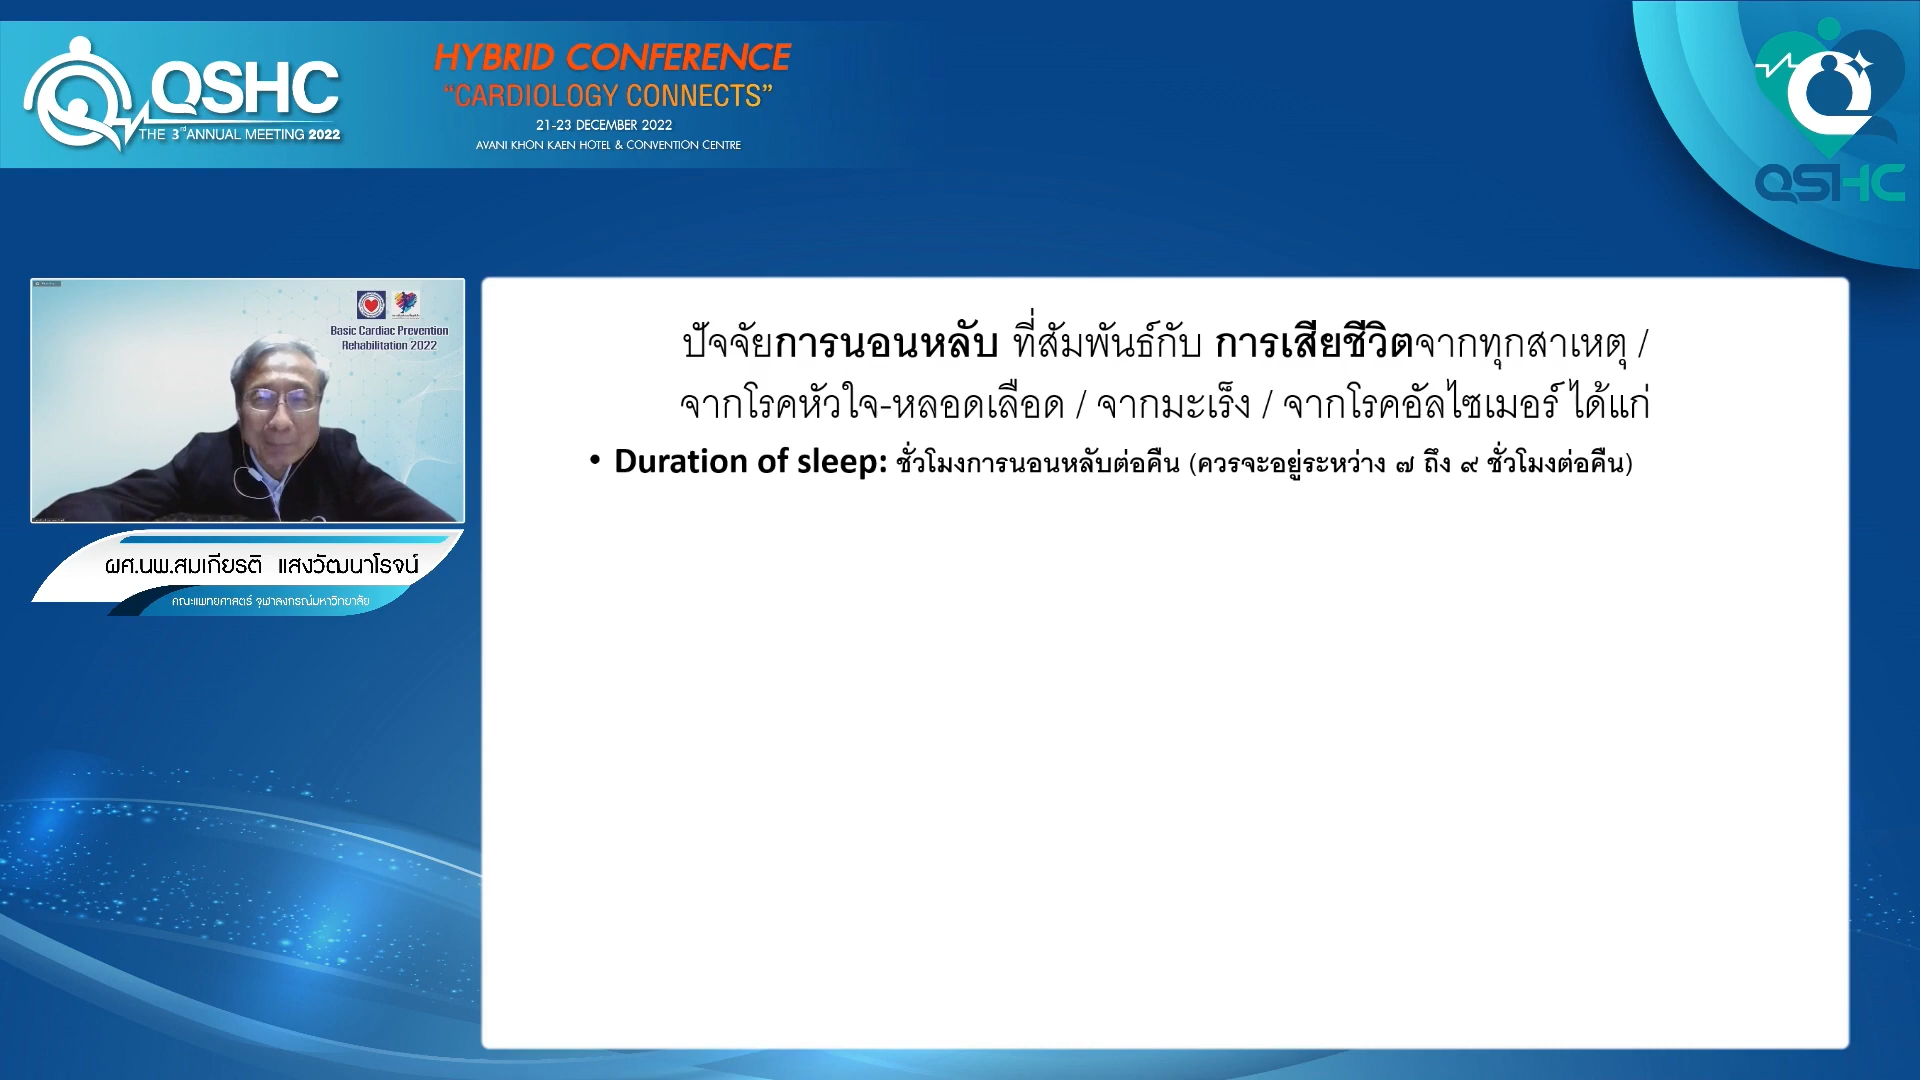 QSHC
THE 3rd ANNUAL MEETING 2022
HYBRID CONFERENCE
“CARDIOLOGY CONNECTS”
21-23 DECEMBER 2022
AVANI KHON KAEN HOTEL & CONVENTION CENTRE
QSHC
Basic Cardiac Prevention
Rehabilitation 2022
ผศ.นพ.สมเกียรติ แสงวัฒนาโรจน์
คณะแพทยศาสตร์ จุฬาลงกรณ์มหาวิทยาลัย
ปัจจัยการนอนหลับ ที่สัมพันธ์กับ การเสียชีวิตจากทุกสาเหตุ /
จากโรคหัวใจ-หลอดเลือด / จากมะเร็ง / จากโรคอัลไซเมอร์ ได้แก่
• Duration of sleep: ชั่วโมงการนอนหลับต่อคืน (ควรจะอยู่ระหว่าง ๗ ถึง ๙ ชั่วโมงต่อคืน)